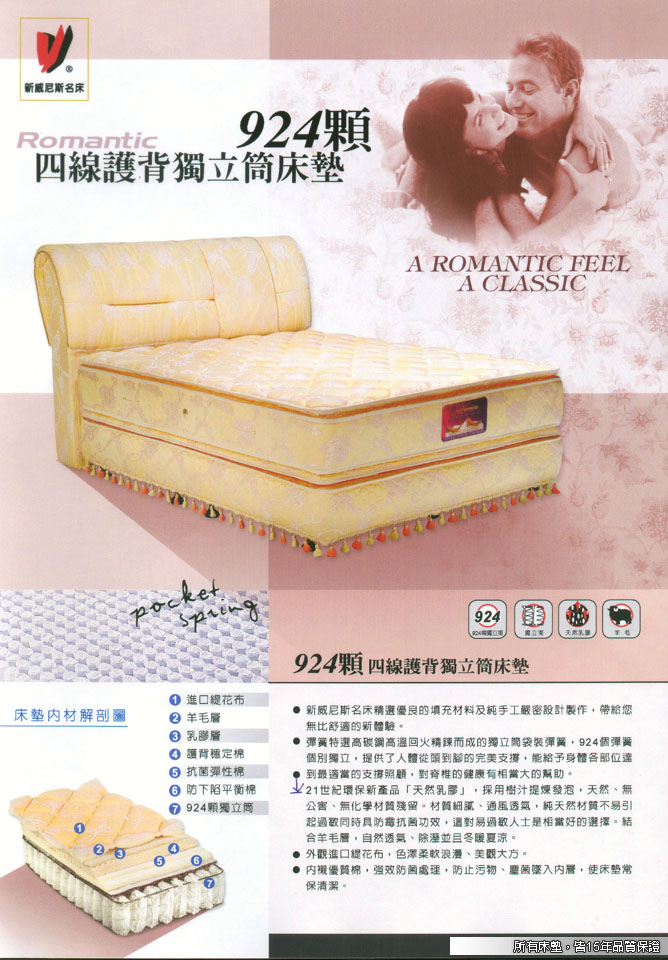 新威尼斯名床
Romantic
924顆
四線護背獨立筒床墊
A ROMANTIC FEEL
A CLASSIC
pocket
spring
924
924顆獨立筒
獨立筒
天然乳膠
羊毛
924顆 四線護背獨立筒床墊
床墊內材解剖圖
1 進口緹花布
2 羊毛層
3 乳膠層
4 護背穩定棉
5 抗菌彈性棉
6 防下陷平衡棉
7 924顆獨立筒
1
2
3
4
5
6
7
● 新威尼斯名床精選優良的填充材料及純手工嚴密設計製作，帶給您
無比舒適的新體驗。
● 彈簧特選高碳鋼高溫回火精鍊而成的獨立筒袋裝彈簧，924個彈簧
個別獨立，提供了人體從頭到腳的完美支撐，能給予身體各部位達
● 到最適當的支撐照顧，對脊椎的健康有相當大的幫助。
21世紀環保新產品「天然乳膠」，採用樹汁提煉發泡，天然、無
公害、無化學材質殘留。材質細膩、通風透氣，純天然材質不易引
起過敏同時具防霉抗菌功效，這對易過敏人士是相當好的選擇。結
合羊毛層，自然透氣、除溼並且冬暖夏涼。
● 外觀進口緹花布，色澤柔軟浪漫、美觀大方。
● 內襯優質棉，強效防菌處理，防止污物、塵菌墜入內層，使床墊常
保清潔。
所有床墊，皆15年品質保證